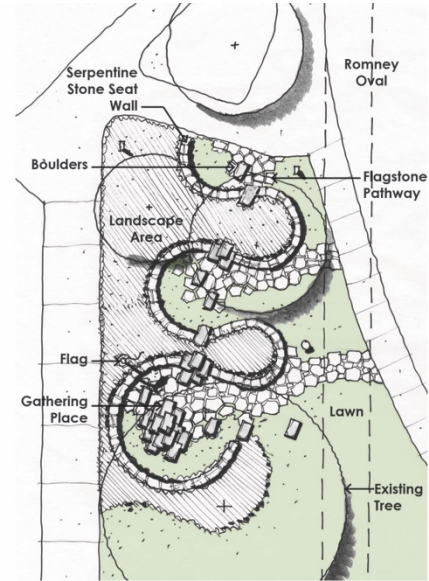 Romney
Oval
Serpentine
Stone Seat
Wall
Boulders
Flagstone
Pathway
Landscape
Area
Flag
Gathering
Place
Lawn
Existing
Tree